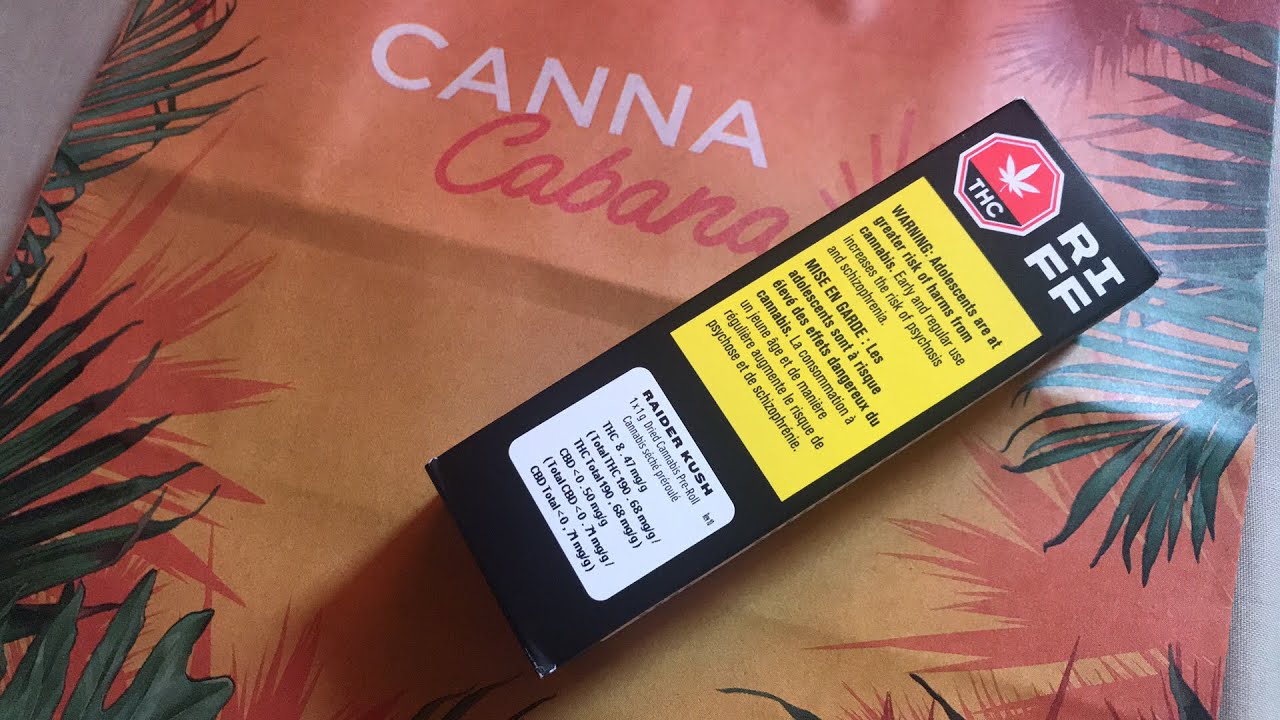 CANNA
Cabana
THC
RI
FF
WARNING: Adolescents are at
greater risk of harms from
cannabis. Early and regular use
increases the risk of psychosis
and schizophrenia.
MISE EN GARDE : Les
adolescents sont à risque
élevé des effets dangereux du
cannabis. La consommation à
un jeune âge et de manière
régulière augmente le risque de
psychose et de schizophrénie.
RAIDER KUSH
1 x 1g Dried Cannabis Pre-Roll
Cannabis séché préroulé
THC 8 . 47 mg/g
(Total THC 190 . 68 mg/g /
THC Total 190 . 68 mg/g)
CBD <0 . 50 mg/g
(Total CBD <0 . 71 mg/g /
CBD Total <0 , 71 mg/g)